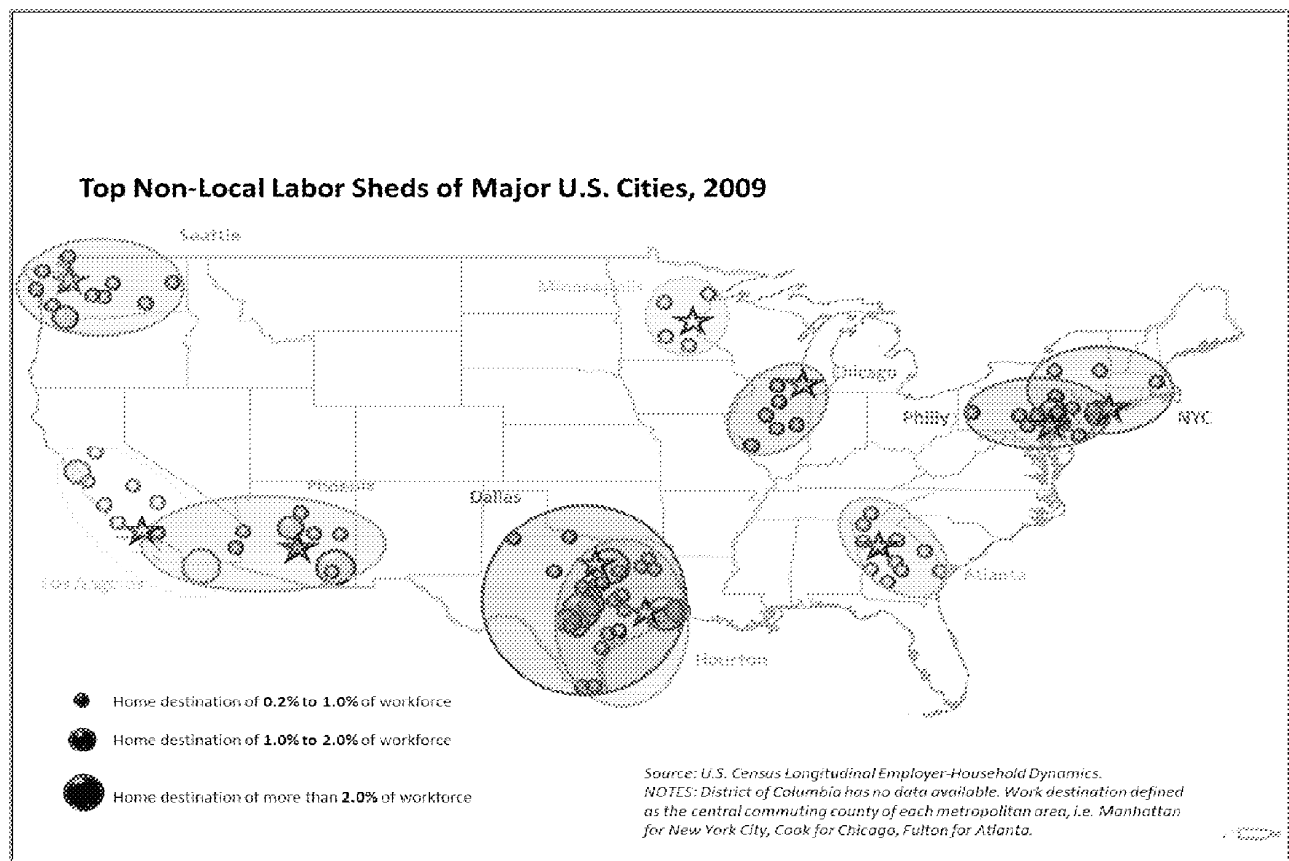 Top Non-Local Labor Sheds of Major U.S. Cities, 2009
Seattle
Minneapolis
Chicago
Philly
NYC
Phoenix
Dallas
Los Angeles
Atlanta
Houston
Home destination of 0.2% to 1.0% of workforce
Home destination of 1.0% to 2.0% of workforce
Home destination of more than 2.0% of workforce
Source: U.S. Census Longitudinal Employer-Household Dynamics.
NOTES: District of Columbia has no data available. Work destination defined
as the central commuting county of each metropolitan area, i.e. Manhattan
for New York City, Cook for Chicago, Fulton for Atlanta.